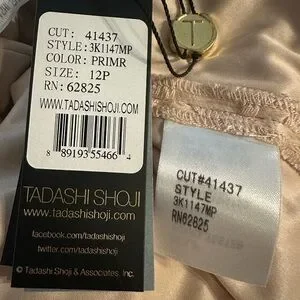 CUT: 41437
STYLE: 3K1147MP
COLOR: PRIMR
SIZE: 12P
RN: 62825
WWW.TADASHISHOJI.COM
8 89193 55466 4
TADASHI SHOJI
www.tadashishoji.com
facebook.com/tadashishoji
twitter.com/tadashishoji
© Tadashi Shoji & Associates, Inc.
T
CUT#41437
STYLE
3K1147MP
RN62825